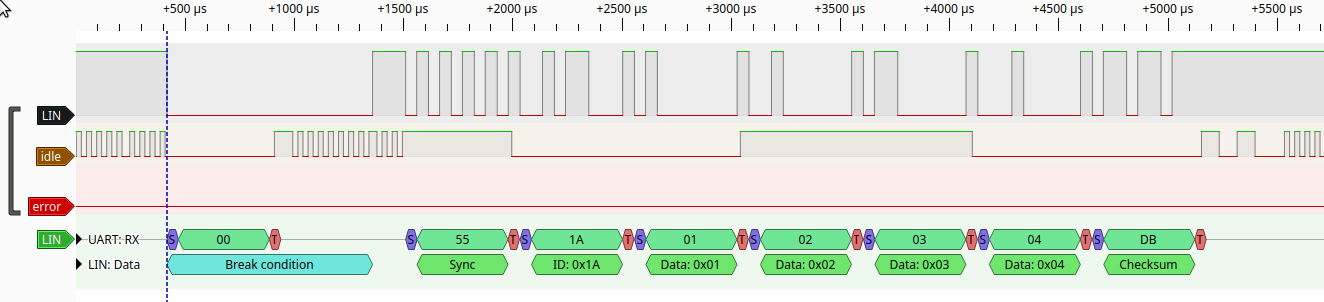 +500 µs +1000 µs +1500 µs +2000 µs +2500 µs +3000 µs +3500 µs +4000 µs +4500 µs +5000 µs +5500 µs
LIN
idle
error
LIN UART: RX S 00 T S 55 T S 1A T S 01 T S 02 T S 03 T S 04 T S DB T
LIN: Data Break condition Sync ID: 0x1A Data: 0x01 Data: 0x02 Data: 0x03 Data: 0x04 Checksum